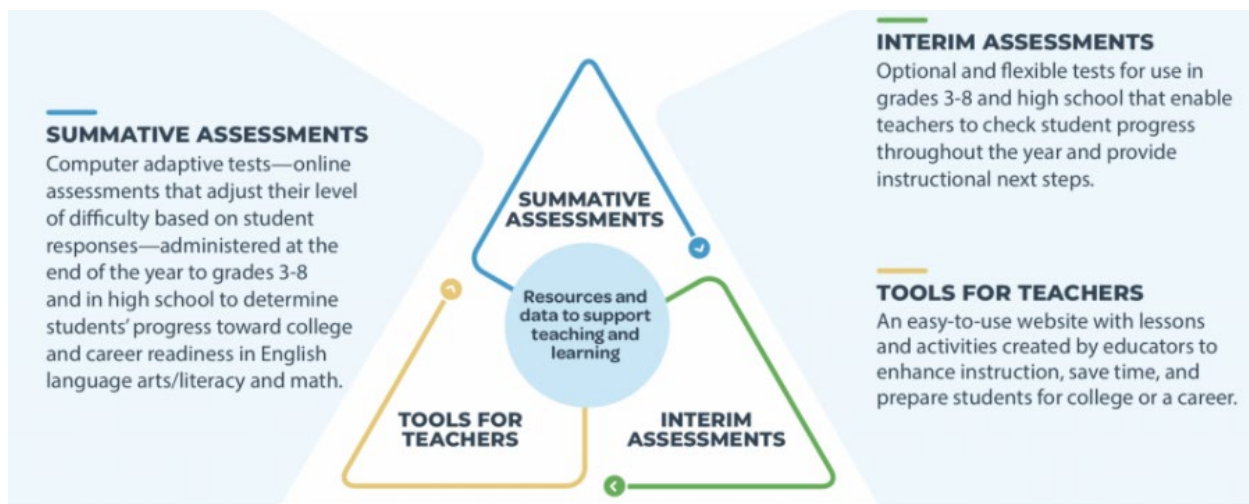 SUMMATIVE ASSESSMENTS
Computer adaptive tests—online
assessments that adjust their level
of difficulty based on student
responses—administered at the
end of the year to grades 3-8
and in high school to determine
students' progress toward college
and career readiness in English
language arts/literacy and math.
SUMMATIVE
ASSESSMENTS
Resources and
data to support
teaching and
learning
TOOLS FOR
TEACHERS
INTERIM
ASSESSMENTS
INTERIM ASSESSMENTS
Optional and flexible tests for use in
grades 3-8 and high school that enable
teachers to check student progress
throughout the year and provide
instructional next steps.
TOOLS FOR TEACHERS
An easy-to-use website with lessons
and activities created by educators to
enhance instruction, save time, and
prepare students for college or a career.